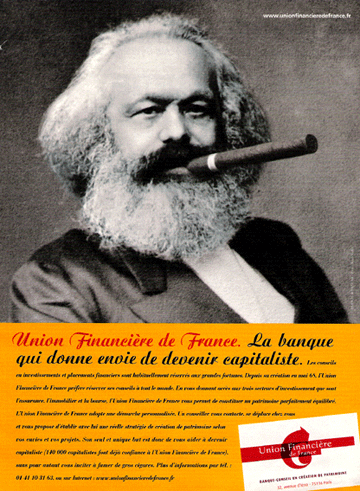 www.unionfinancieredefrance.fr
Union Financière de France. La banque
qui donne envie de devenir capitaliste. Les conseils
en investissements et placements financiers sont habituellement réservés aux grandes fortunes. Depuis sa création en mai 68, l'Union
Financière de France préfère réserver ses conseils à tout le monde. En vous donnant accès aux trois secteurs d'investissement que sont
l'assurance, l'immobilier et la bourse, l'Union Financière de France vous permet de constituer un patrimoine parfaitement équilibré.
L'Union Financière de France adopte une démarche personnalisée. Un conseiller vous contacte, se déplace chez vous
et vous propose d'établir avec lui une réelle stratégie de création de patrimoine selon
vos envies et vos projets. Son seul et unique but est donc de vous aider à devenir
capitaliste (140 000 capitalistes font déjà confiance à l'Union Financière de France),
sans pour autant vous inciter à fumer de gros cigares. Plus d'informations par tél. :
01 41 10 31 63, ou sur Internet : www.unionfinancieredefrance.fr
Union Financière
de France
BANQUE CONSEIL EN CRÉATION DE PATRIMOINE
32, avenue d'Iéna - 75116 Paris